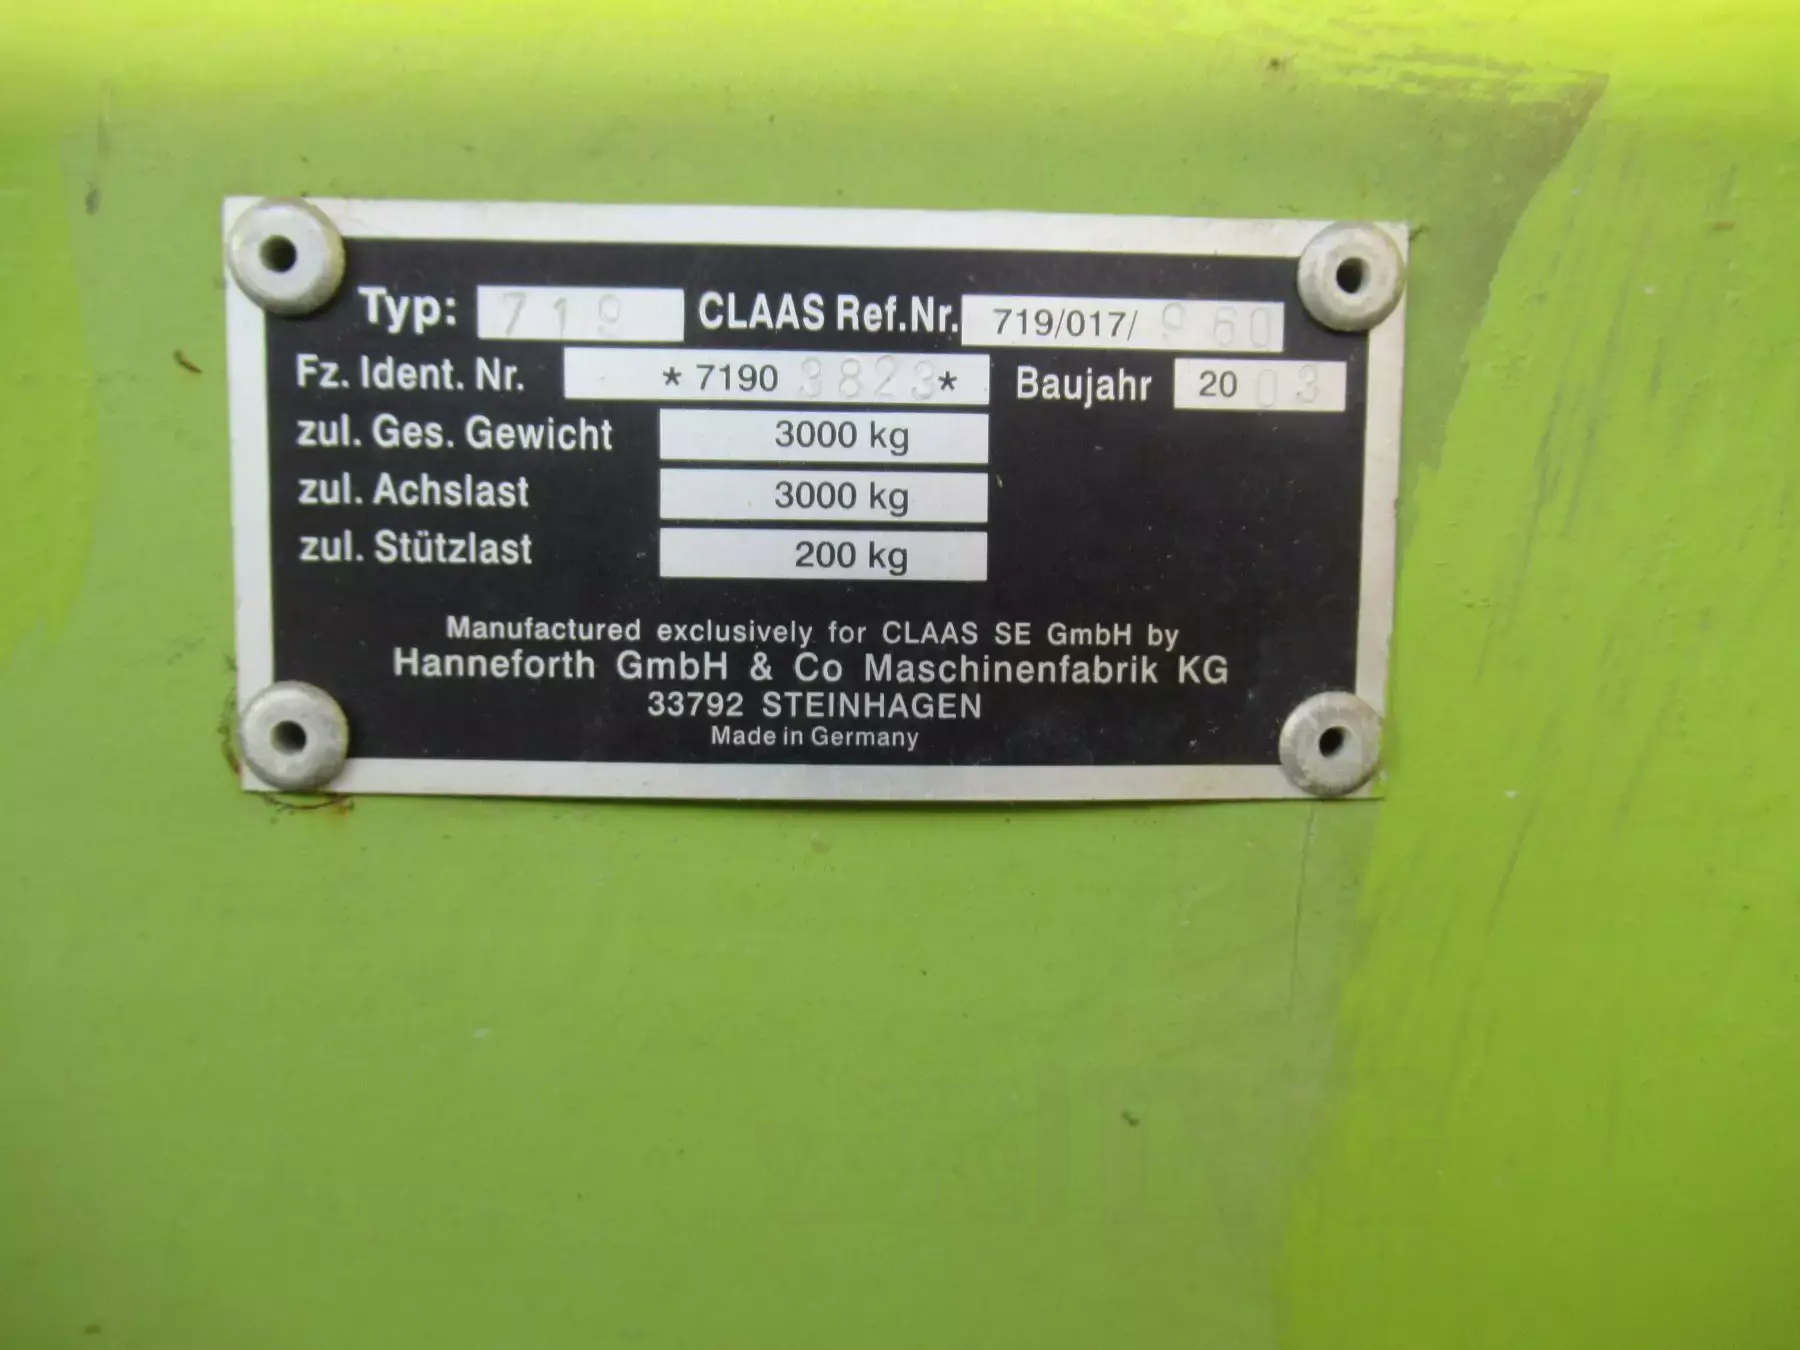 Typ: 719 CLAAS Ref.Nr. 719/017/ 960
Fz. Ident. Nr. *7190 3823* Baujahr 2003
zul. Ges. Gewicht 3000 kg
zul. Achslast 3000 kg
zul. Stützlast 200 kg
Manufactured exclusively for CLAAS SE GmbH by
Hanneforth GmbH & Co Maschinenfabrik KG
33792 STEINHAGEN
Made in Germany